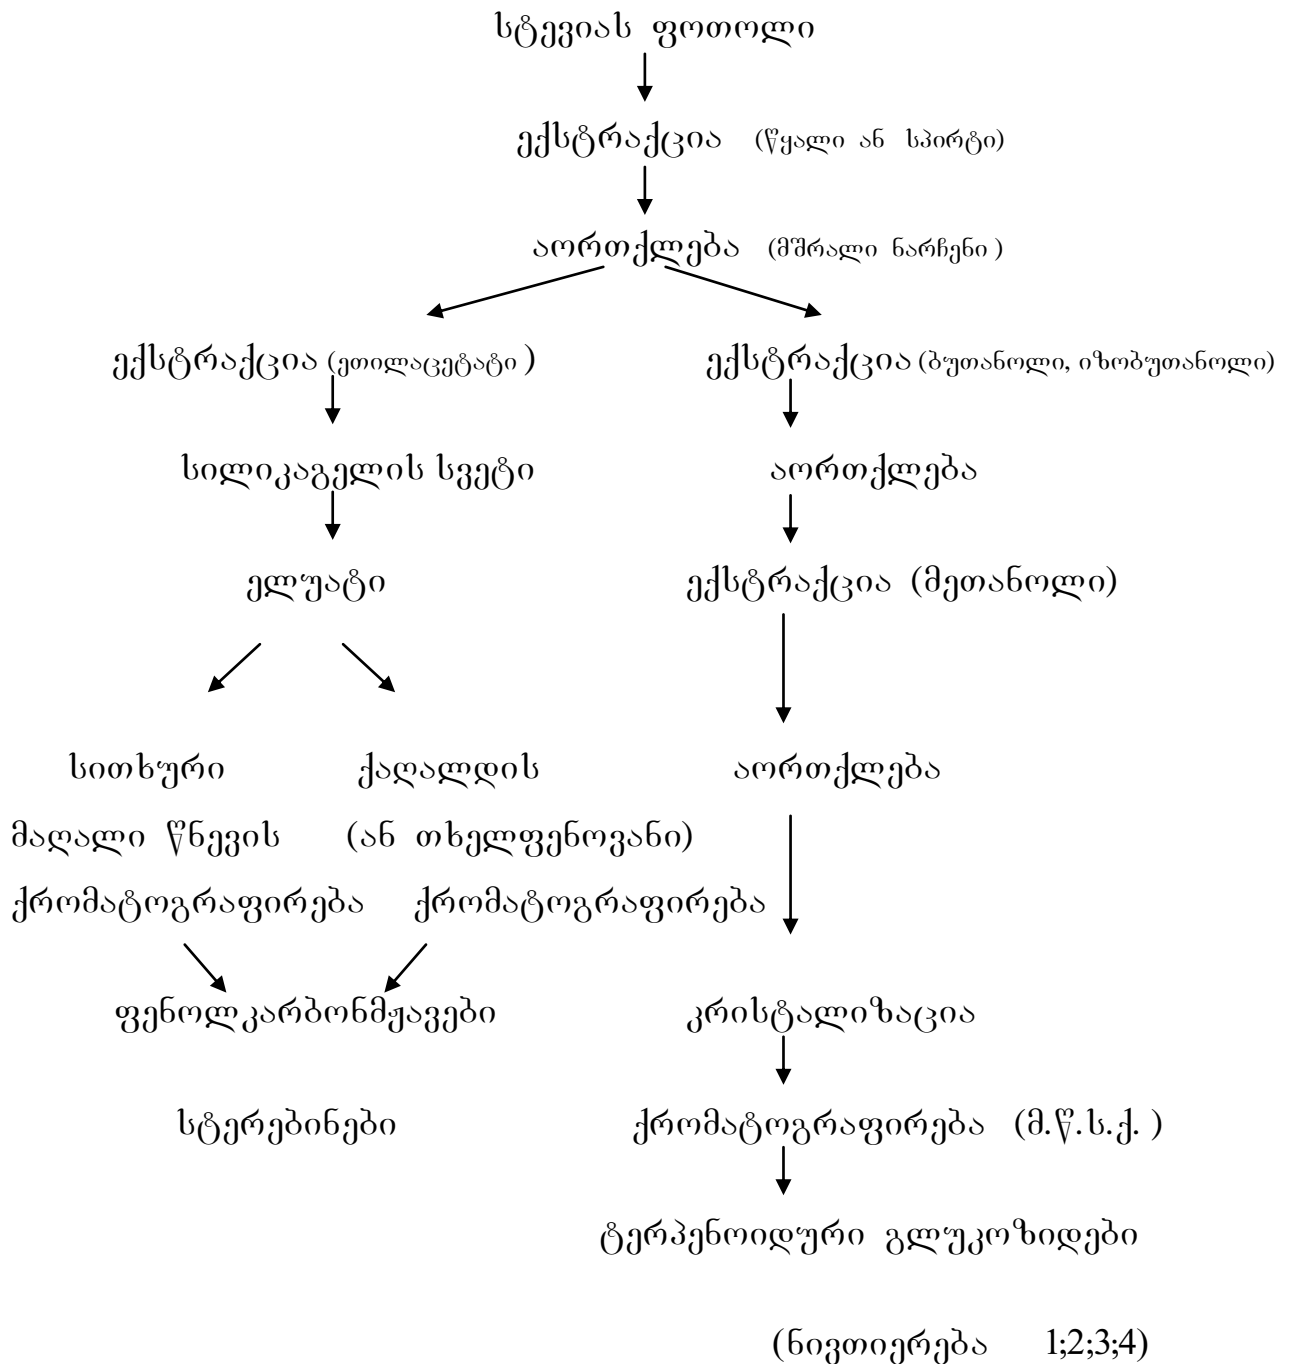 სტევიას ფოთოლი
ექსტრაქცია (წყალი ან სპირტი)
აორთქლება (მშრალი ნარჩენი )
ექსტრაქცია (ეთილაცეტატი )
ექსტრაქცია (ბუთანოლი, იზობუთანოლი)
სილიკაგელის სვეტი
აორთქლება
ელუატი
ექსტრაქცია (მეთანოლი)
სითხური
ქაღალდის
აორთქლება
მაღალი წნევის
(ან თხელფენოვანი)
ქრომატოგრაფირება
ქრომატოგრაფირება
ფენოლკარბონმჟავები
კრისტალიზაცია
სტერებინები
ქრომატოგრაფირება (მ.წ.ს.ქ. )
ტერპენოიდური გლუკოზიდები
(ნივთიერება 1;2;3;4)